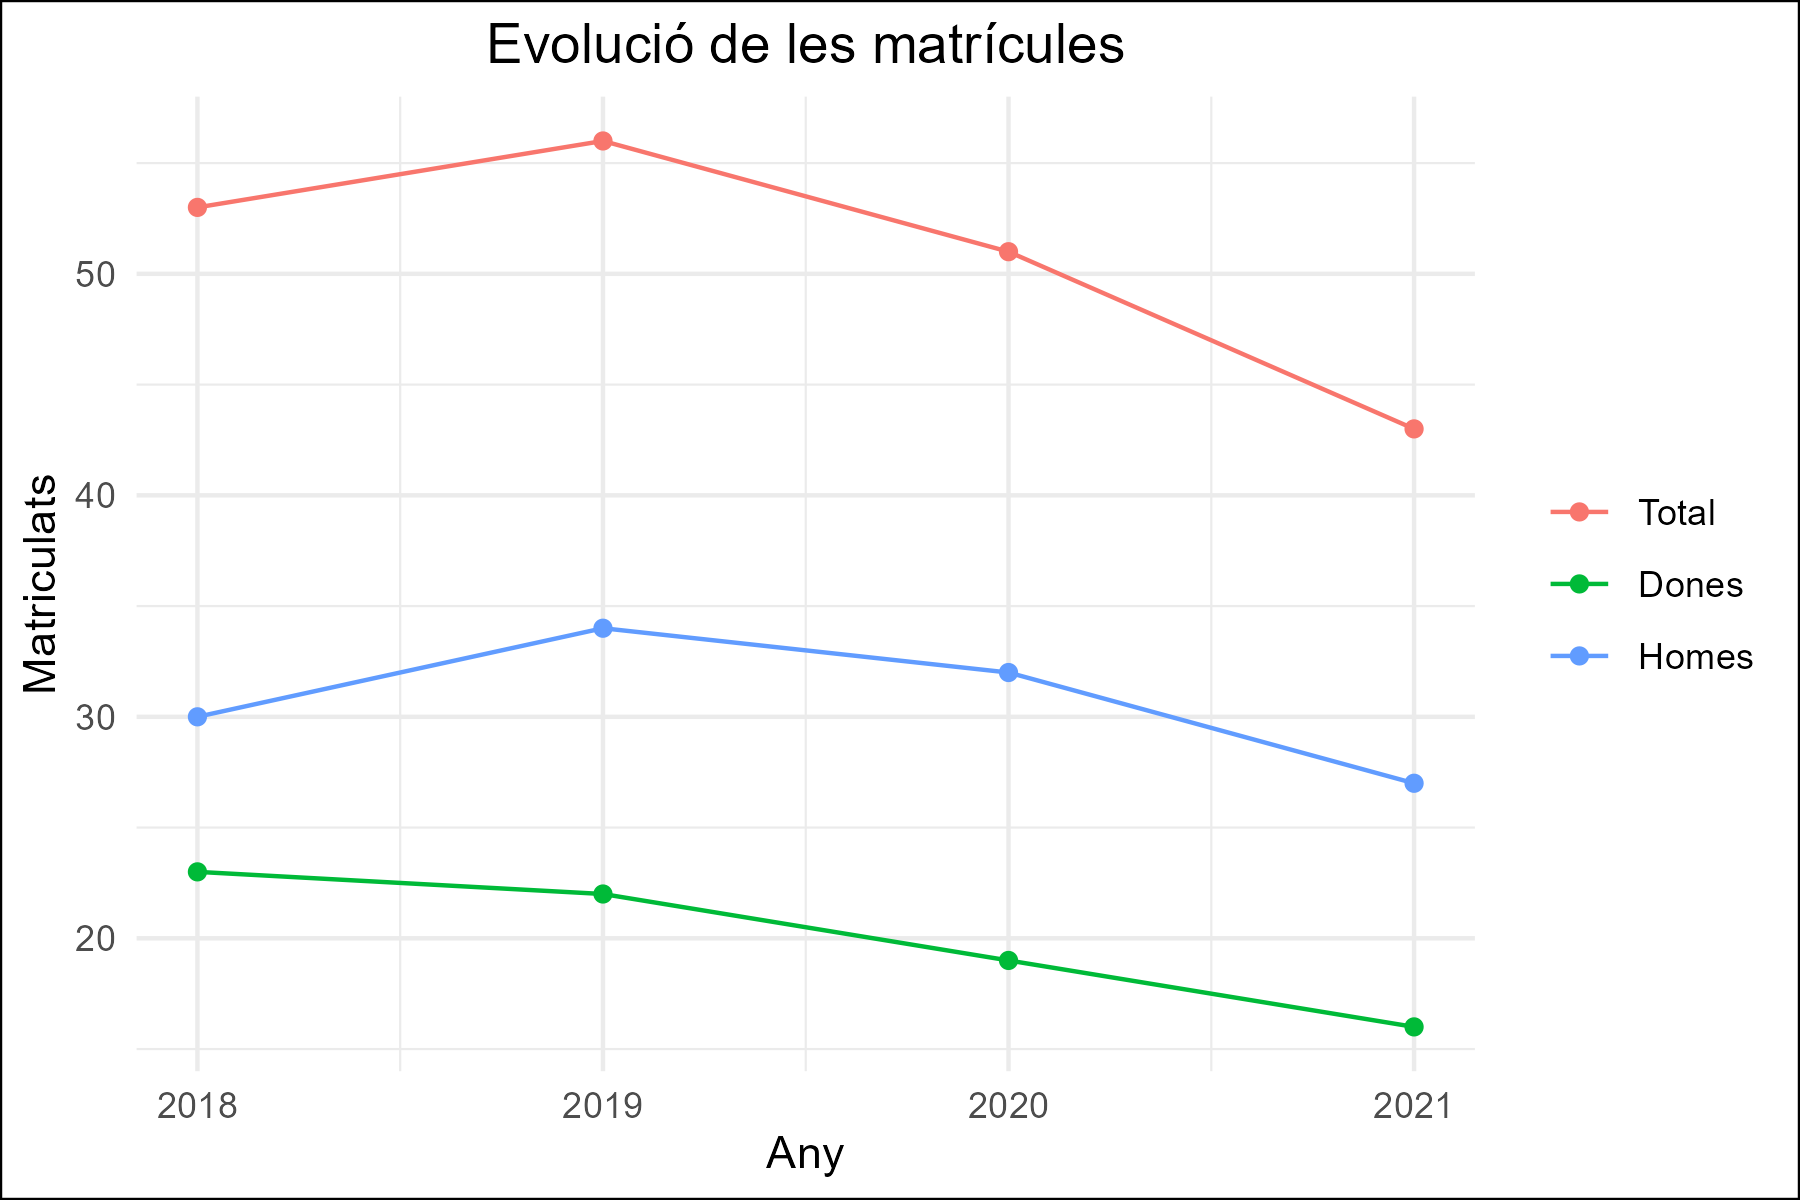 Evolució de les matrícules
Matriculats
50
40
30
20
2018 2019 2020 2021
Any
Total
Dones
Homes